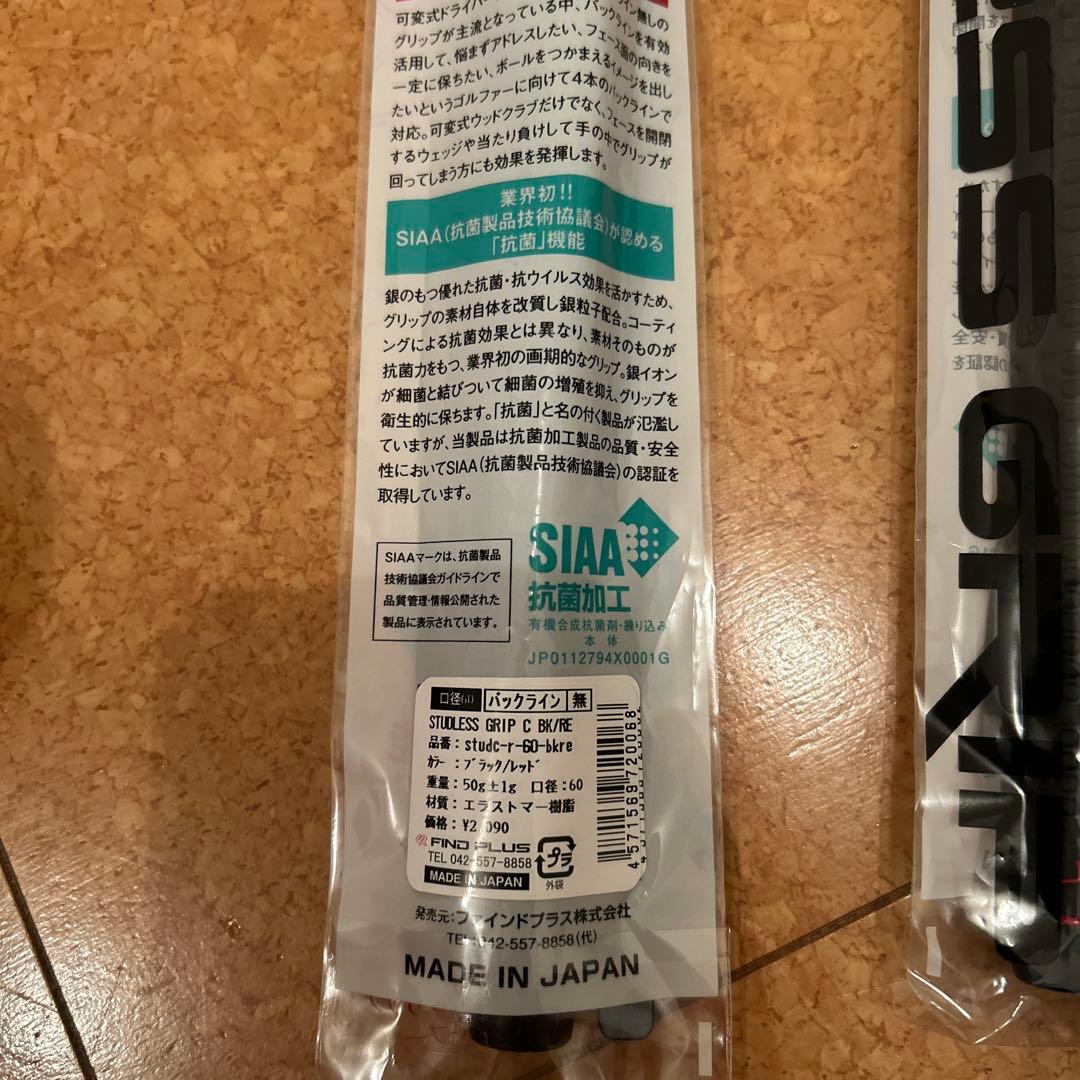 可変式ドライバー
イン無しの
グリップが主流となっている中、バックラインを有効
活用して、悩まずアドレスしたい、フェース面の向きを
一定に保ちたい、ボールをつかまえるイメージを出し
たいというゴルファーに向けて4本のバックラインで
対応。可変式ウッドクラブだけでなく、フェースを開閉
するウェッジや当たり負けして手の中でグリップが
回ってしまう方にも効果を発揮します。
業界初!!
SIAA(抗菌製品技術協議会)が認める
「抗菌」機能
銀のもつ優れた抗菌・抗ウイルス効果を活かすため、
グリップの素材自体を改質し銀粒子配合。コーティ
ングによる抗菌効果とは異なり、素材そのものが
抗菌力をもつ、業界初の画期的なグリップ。銀イオン
が細菌と結びついて細菌の増殖を抑え、グリップを
衛生的に保ちます。「抗菌」と名の付く製品が氾濫し
ていますが、当製品は抗菌加工製品の品質・安全
性においてSIAA(抗菌製品技術協議会)の認証を
取得しています。
SIAAマークは、抗菌製品
技術協議会ガイドラインで
品質管理・情報公開された
製品に表示されています。
SIAA
抗菌加工
有機合成抗菌剤・練り込み
本体
JP0112794X0001G
口径60 バックライン 無
STUDLESS GRIP C BK/RE
品番:studc-r-60-bkre
カラー:ブラック/レッド
重量:50g±1g 口径:60
材質:エラストマー樹脂
価格:¥2,090
FIND PLUS
TEL 042-557-8858
MADE IN JAPAN
プラ
外袋
4571569720068
発売元:ファインドプラス株式会社
TEL:042-557-8858(代)
MADE IN JAPAN
SS GRIP